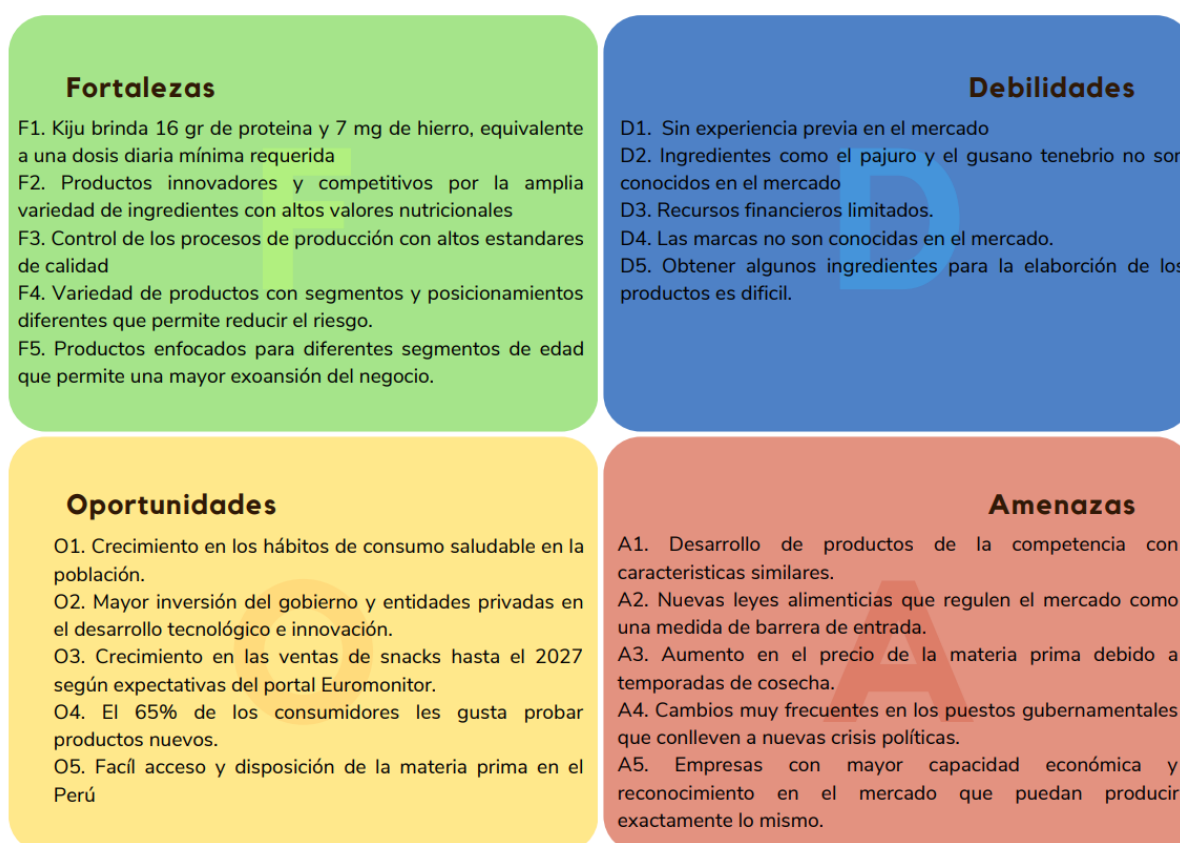 Fortalezas
F1. Kiju brinda 16 gr de proteina y 7 mg de hierro, equivalente
a una dosis diaria mínima requerida
F2. Productos innovadores y competitivos por la amplia
variedad de ingredientes con altos valores nutricionales
F3. Control de los procesos de producción con altos estandares
de calidad
F4. Variedad de productos con segmentos y posicionamientos
diferentes que permite reducir el riesgo.
F5. Productos enfocados para diferentes segmentos de edad
que permite una mayor exoansión del negocio.
F
Debilidades
D1. Sin experiencia previa en el mercado
D2. Ingredientes como el pajuro y el gusano tenebrio no son
conocidos en el mercado
D3. Recursos financieros limitados.
D4. Las marcas no son conocidas en el mercado.
D5. Obtener algunos ingredientes para la elaborción de los
productos es dificil.
D
Oportunidades
O1. Crecimiento en los hábitos de consumo saludable en la
población.
O2. Mayor inversión del gobierno y entidades privadas en
el desarrollo tecnológico e innovación.
O3. Crecimiento en las ventas de snacks hasta el 2027
según expectativas del portal Euromonitor.
O4. El 65% de los consumidores les gusta probar
productos nuevos.
O5. Facíl acceso y disposición de la materia prima en el
Perú
O
Amenazas
A1. Desarrollo de productos de la competencia con
caracteristicas similares.
A2. Nuevas leyes alimenticias que regulen el mercado como
una medida de barrera de entrada.
A3. Aumento en el precio de la materia prima debido a
temporadas de cosecha.
A4. Cambios muy frecuentes en los puestos gubernamentales
que conlleven a nuevas crisis políticas.
A5. Empresas con mayor capacidad económica y
reconocimiento en el mercado que puedan producir
exactamente lo mismo.
A